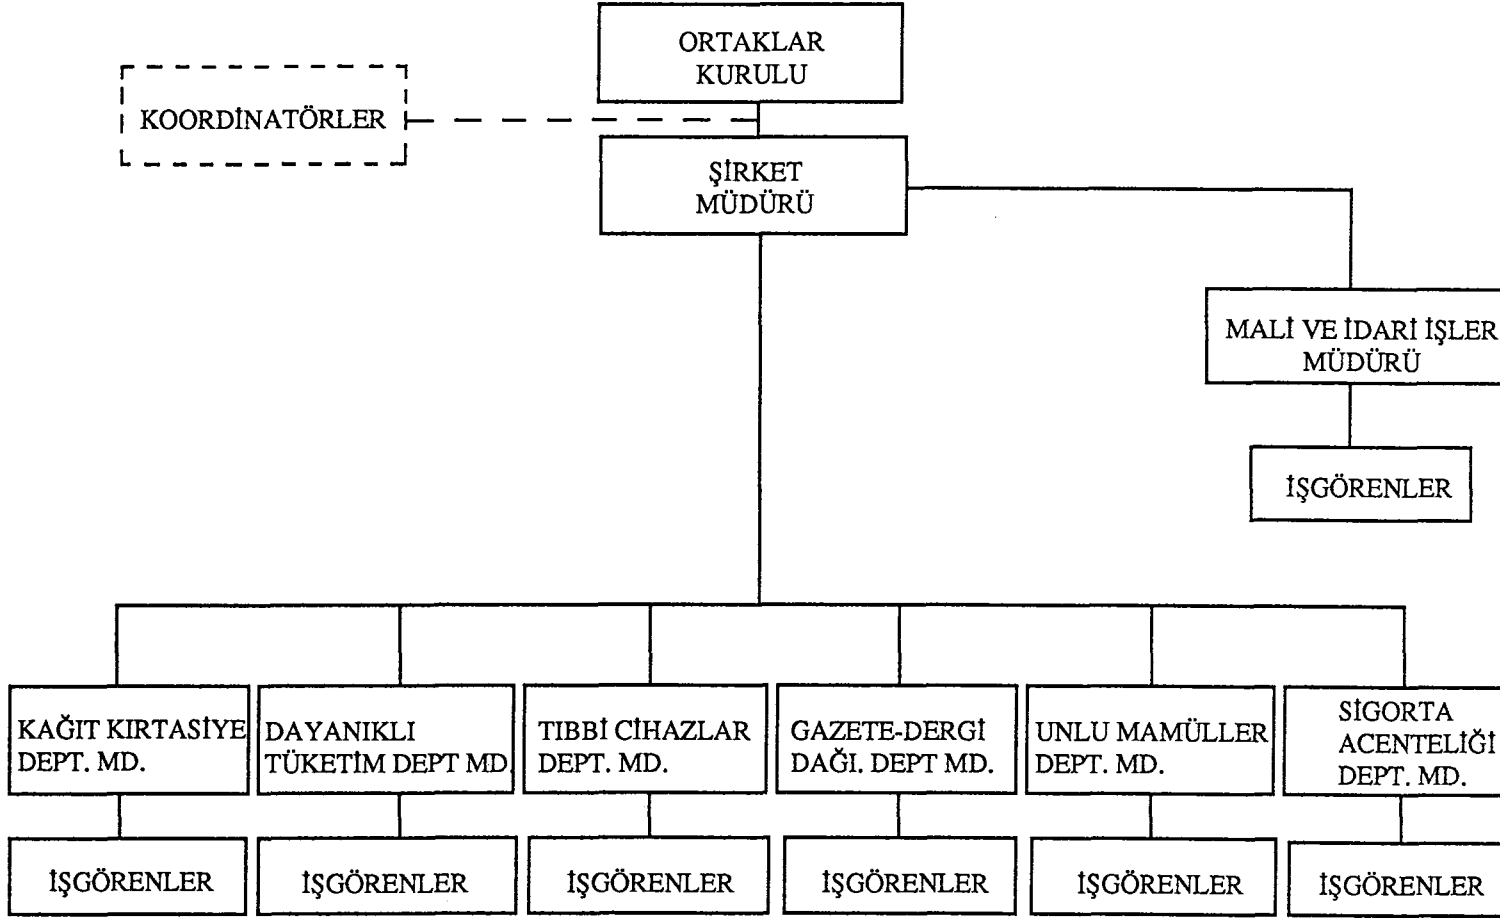 ORTAKLAR
KURULU
KOORDİNATÖRLER
ŞİRKET
MÜDÜRÜ
MALİ VE İDARİ İŞLER
MÜDÜRÜ
İŞGÖRENLER
KAĞIT KIRTASİYE
DEPT. MD.
DAYANIKLI
TÜKETİM DEPT MD.
TIBBİ CİHAZLAR
DEPT. MD.
GAZETE-DERGİ
DAĞI. DEPT MD.
UNLU MAMÜLLER
DEPT. MD.
SİGORTA
ACENTELİĞİ
DEPT. MD.
İŞGÖRENLER
İŞGÖRENLER
İŞGÖRENLER
İŞGÖRENLER
İŞGÖRENLER
İŞGÖRENLER